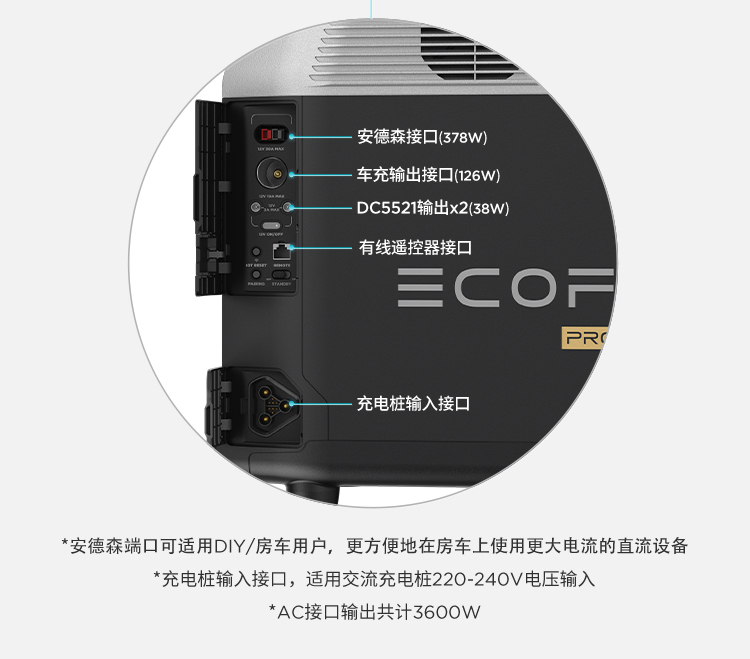 安德森接口(378W)
12V 30A MAX
车充输出接口(126W)
12V 10A MAX
DC5521输出x2(38W)
12V
3A MAX
12V ON/OFF
有线遥控器接口
IOT RESET
REMOTE
PAIRING
STANDBY
ECOF
PRO
充电桩输入接口
*安德森端口可适用DIY/房车用户，更方便地在房车上使用更大电流的直流设备
*充电桩输入接口，适用交流充电桩220-240V电压输入
*AC接口输出共计3600W